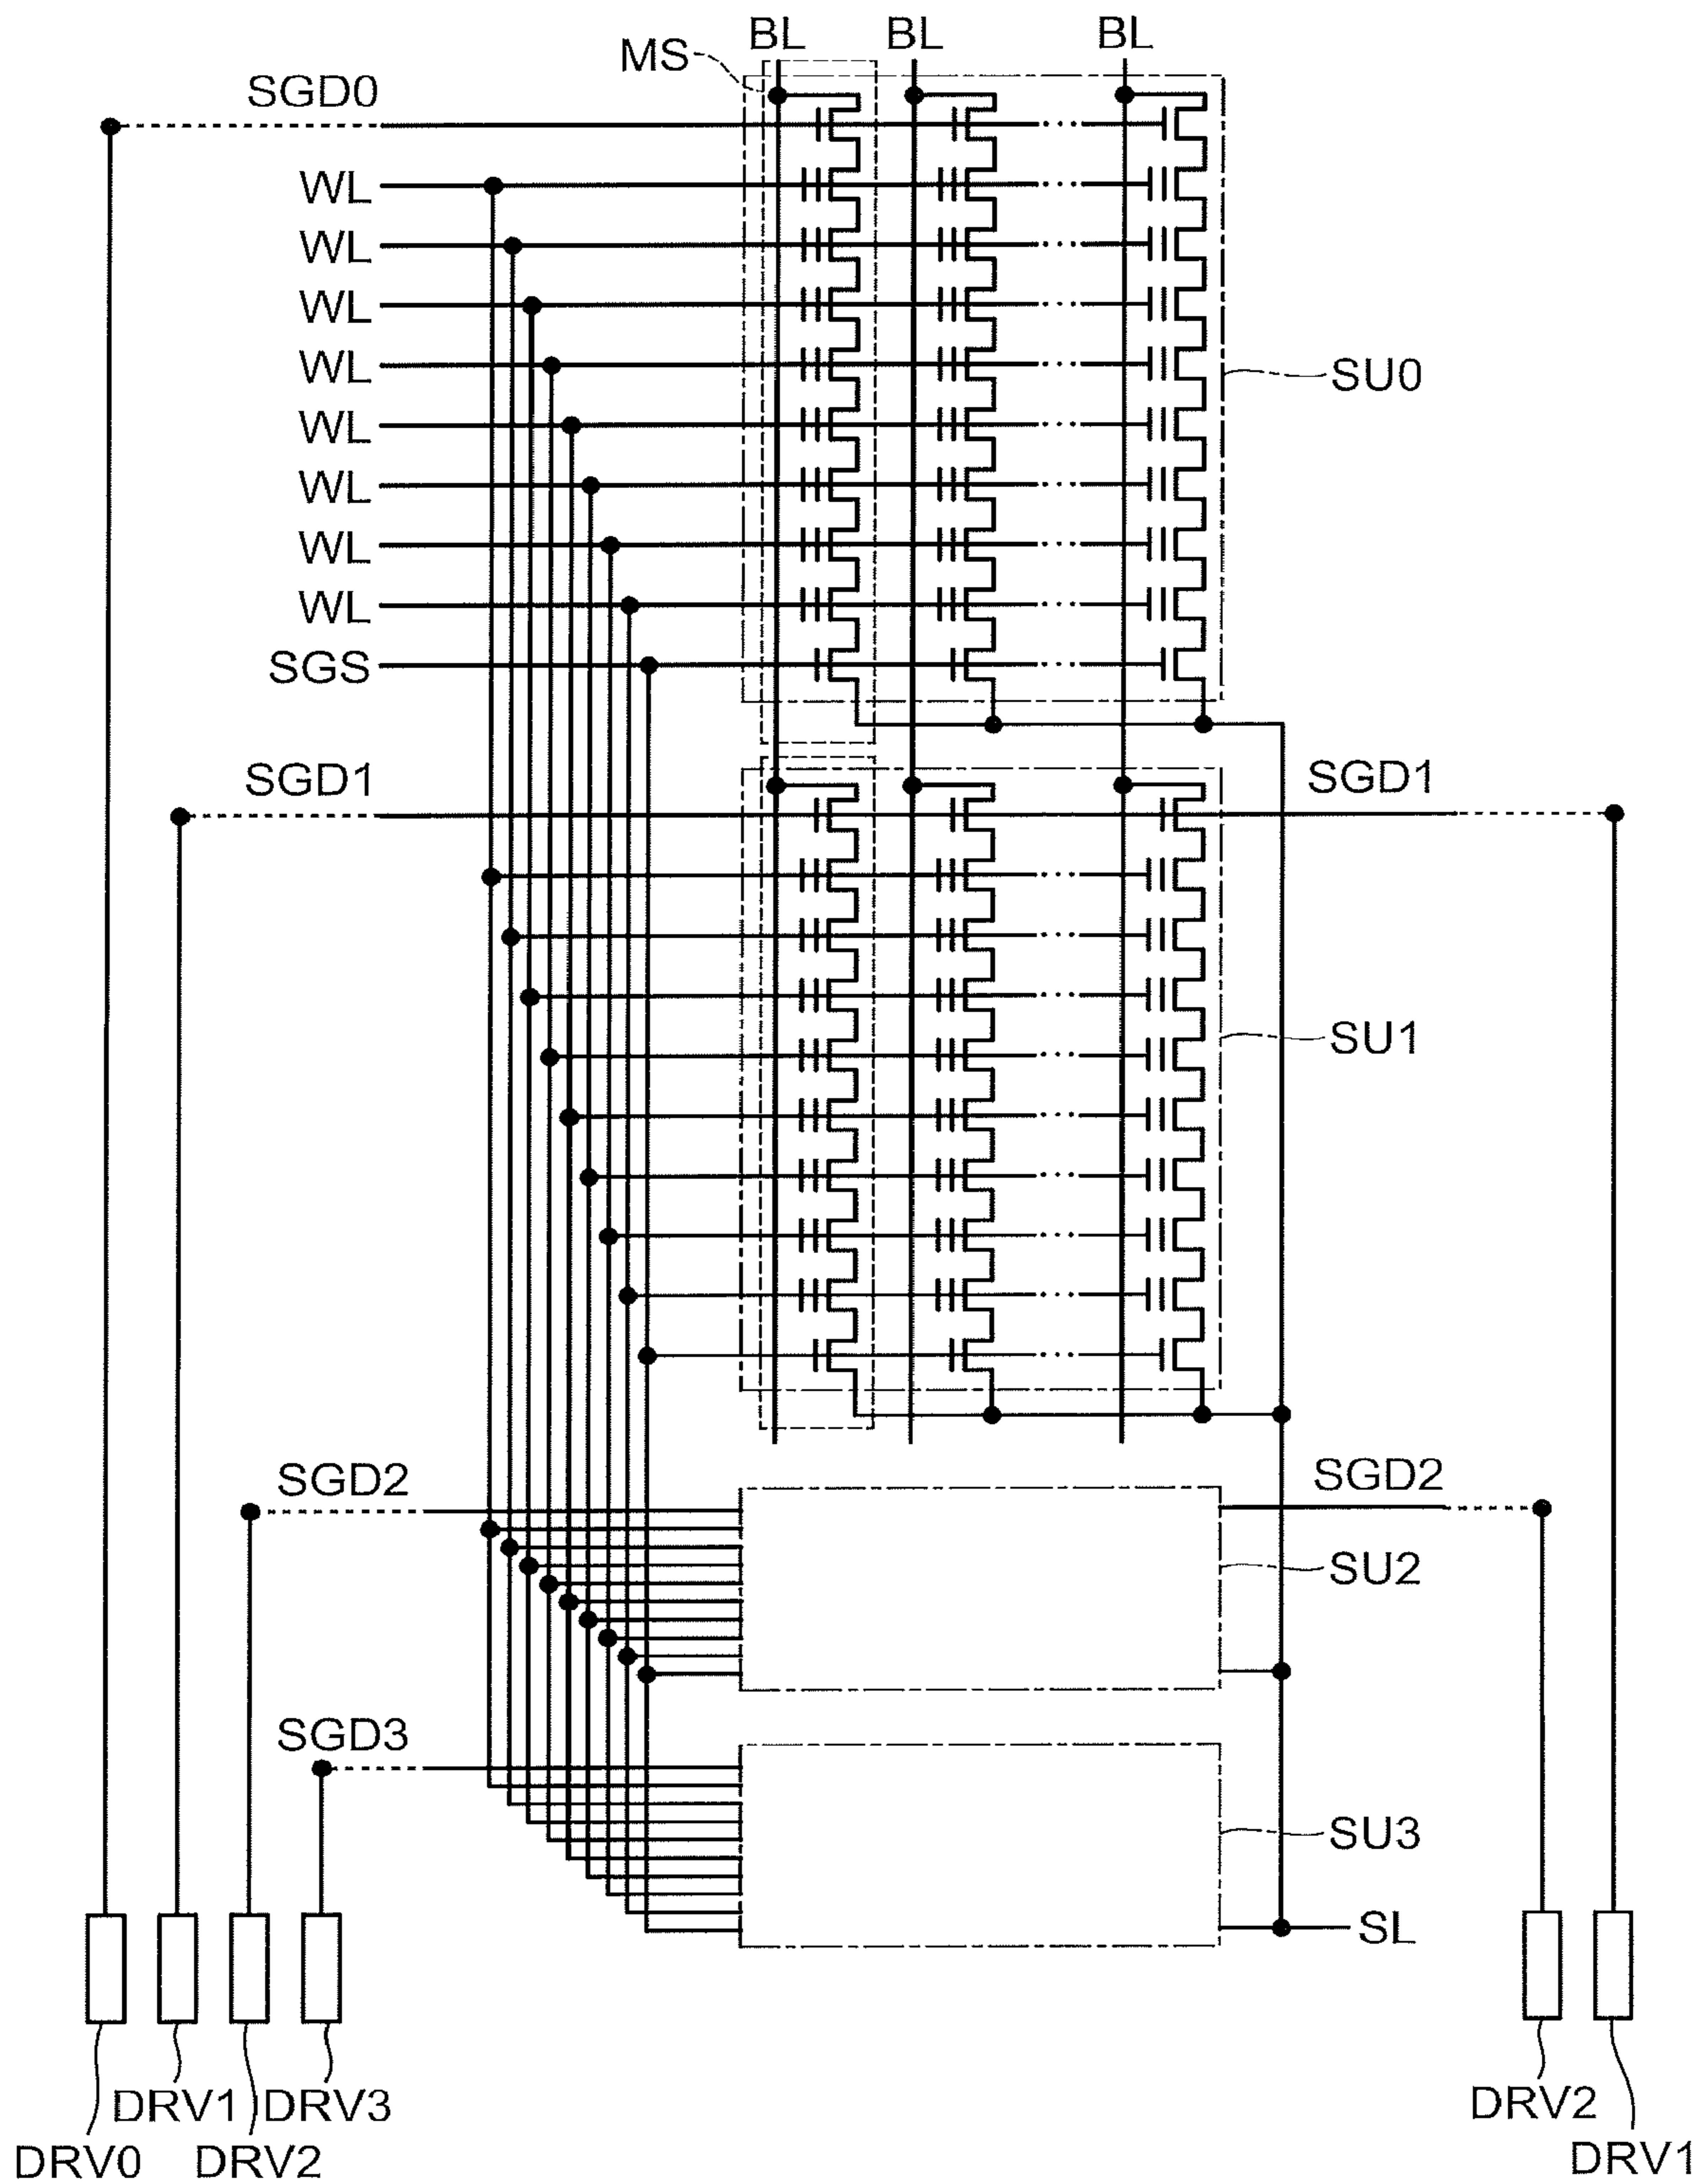 BL BL BL
MS
SGD0
WL
WL
WL
WL
SU0
WL
WL
WL
WL
SGS
SGD1 SGD1
SU1
SGD2 SGD2
SU2
SGD3
SU3
SL
DRV1 DRV3 DRV2
DRV0 DRV2 DRV1